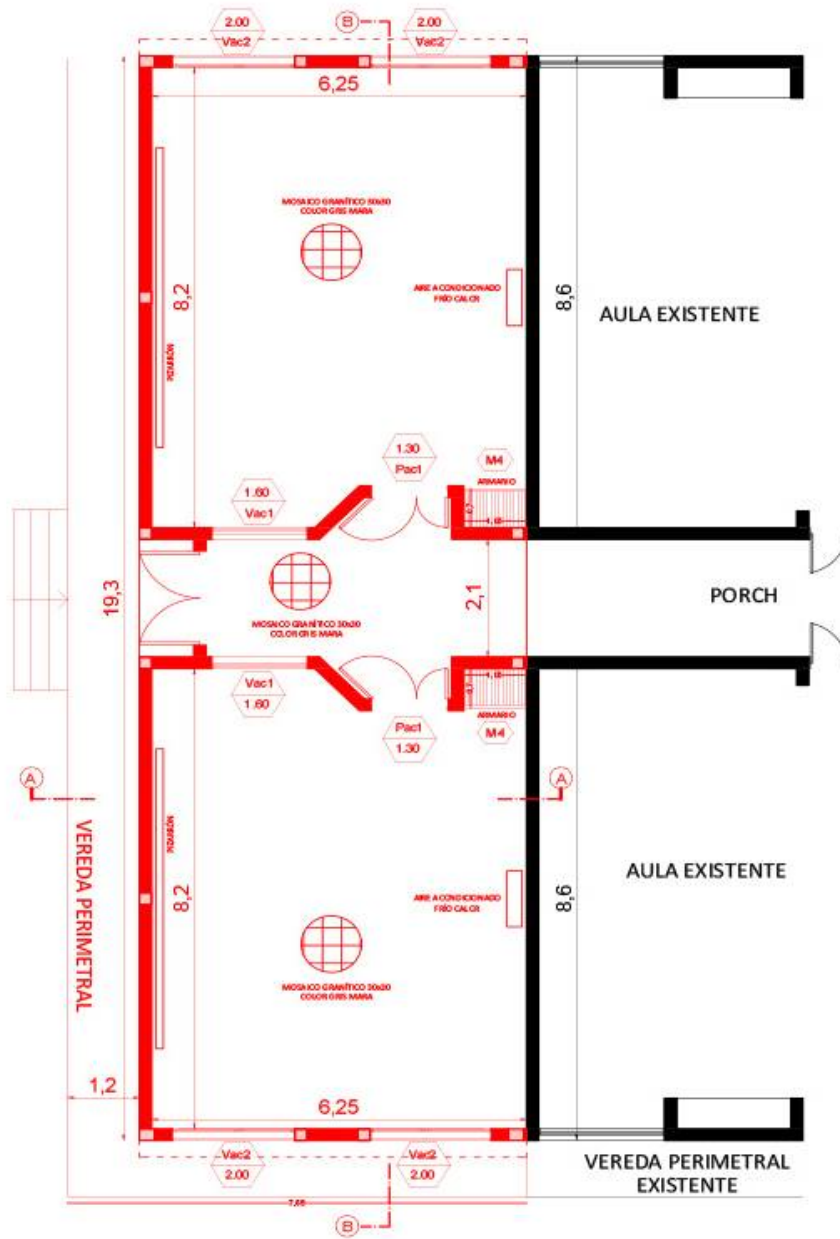 2.00
Vac2
B
2.00
Vac2
6,25
MOSAICO GRANÍTICO 30x30
COLOR GRIS MARA
8,2
AIRE ACONDICIONADO
FRÍO CALOR
8,6
AULA EXISTENTE
PIZARRÓN
1.30
Pac1
M4
ARMARIO
1.60
Vac1
0,7
19,3
2,1
PORCH
MOSAICO GRANÍTICO 30x30
COLOR GRIS MARA
Vac1
1.60
0,7
ARMARIO
Pac1
1.30
M4
A
A
PIZARRÓN
VEREDA PERIMETRAL
8,2
AIRE ACONDICIONADO
FRÍO CALOR
8,6
AULA EXISTENTE
MOSAICO GRANÍTICO 30x30
COLOR GRIS MARA
1,2
6,25
Vac2
2.00
Vac2
2.00
VEREDA PERIMETRAL
EXISTENTE
B